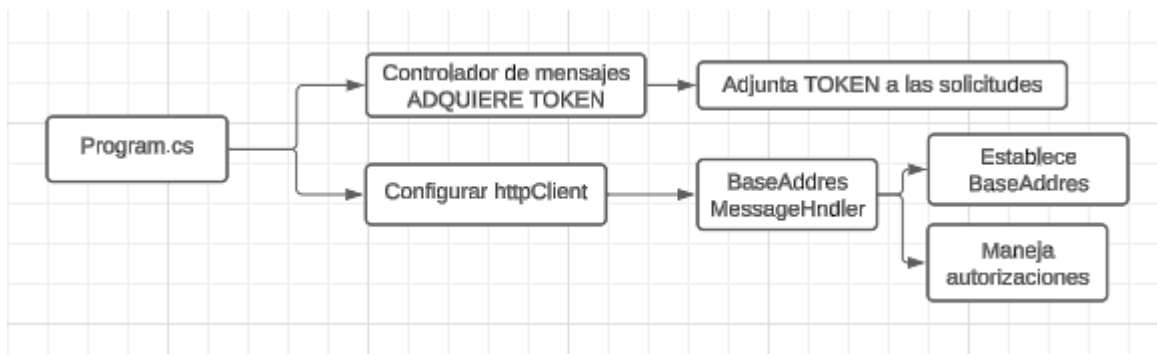 Program.cs
Controlador de mensajes
ADQUIERE TOKEN
Adjunta TOKEN a las solicitudes
Configurar httpClient
BaseAddres
MessageHndler
Establece
BaseAddres
Maneja
autorizaciones